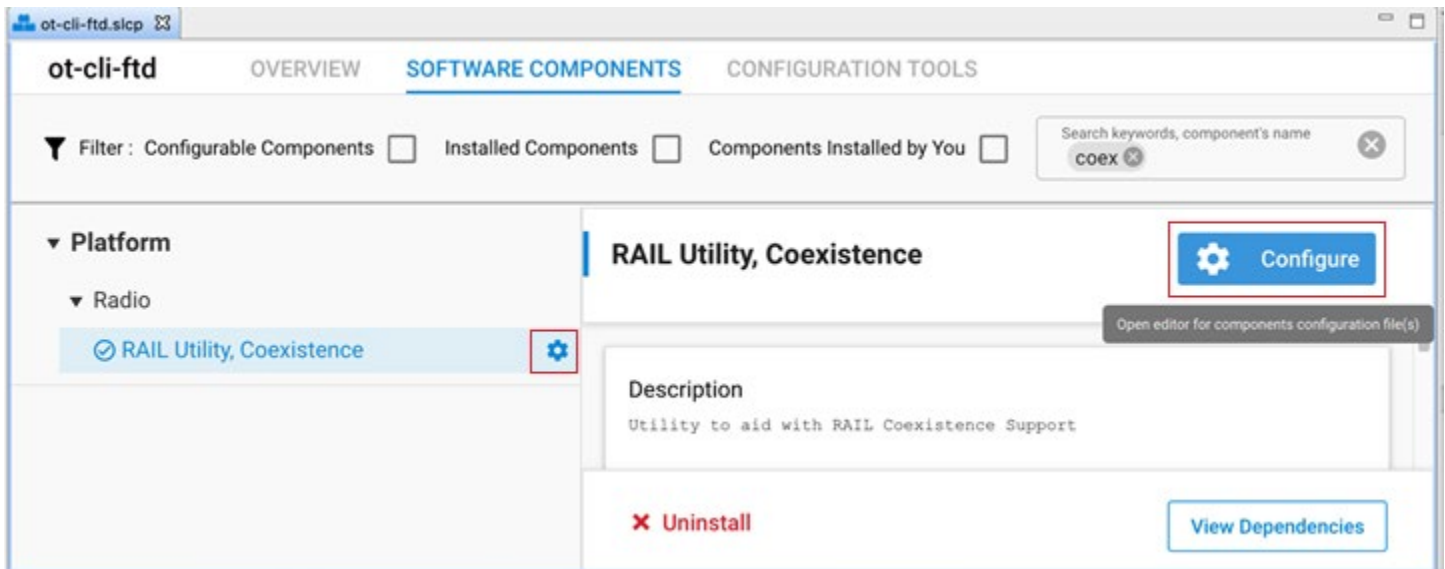 ot-cli-ftd.slcp
ot-cli-ftd OVERVIEW SOFTWARE COMPONENTS CONFIGURATION TOOLS
Filter : Configurable Components Installed Components Components Installed by You
Search keywords, component's name
coex
Platform
Radio
RAIL Utility, Coexistence
RAIL Utility, Coexistence
Configure
Open editor for components configuration file(s)
Description
Utility to aid with RAIL Coexistence Support
Uninstall
View Dependencies